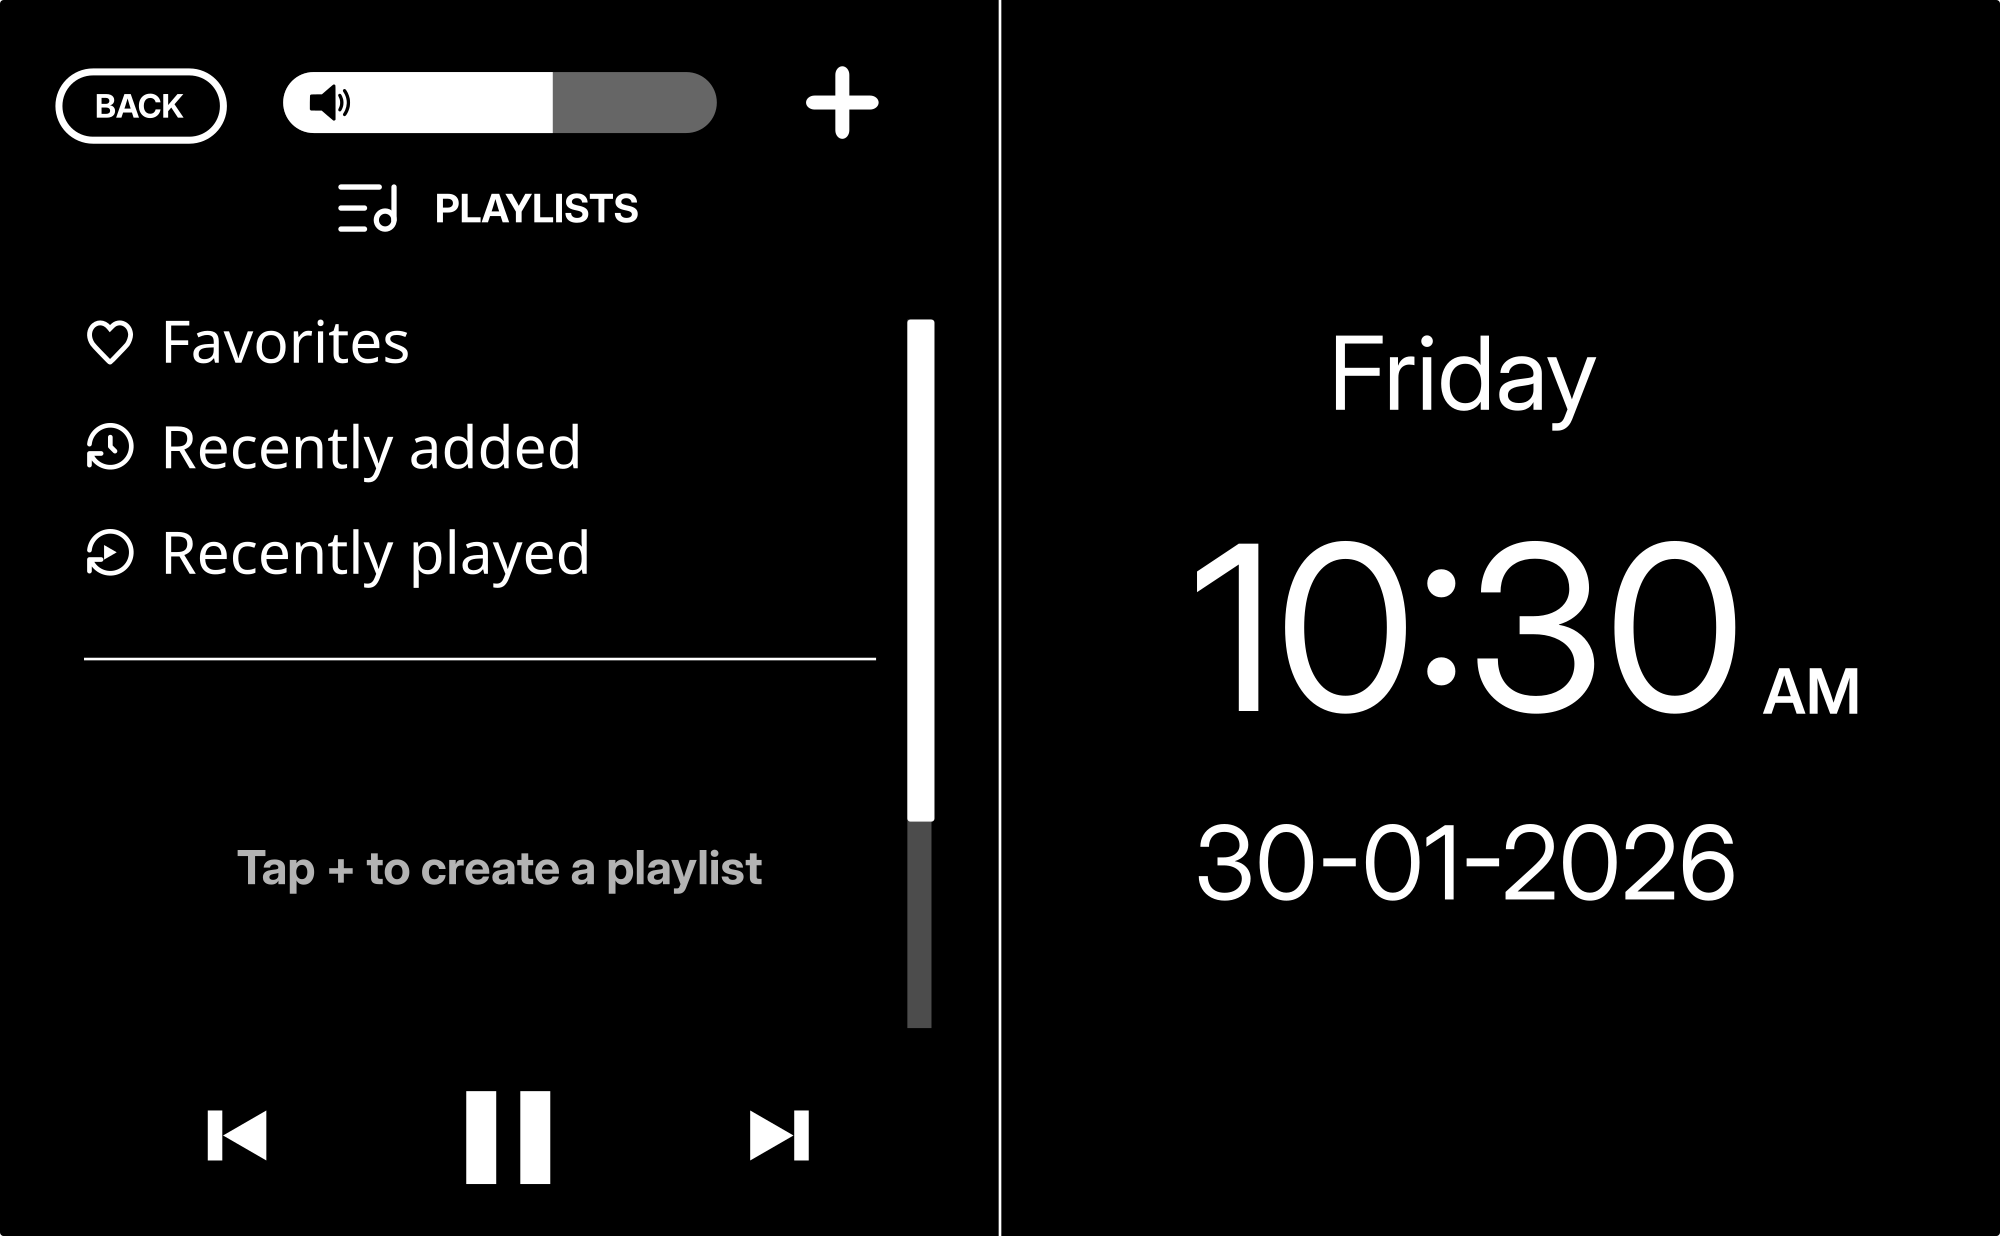 BACK
PLAYLISTS
Favorites
Recently added
Recently played
Tap + to create a playlist
Friday
10:30 AM
30-01-2026